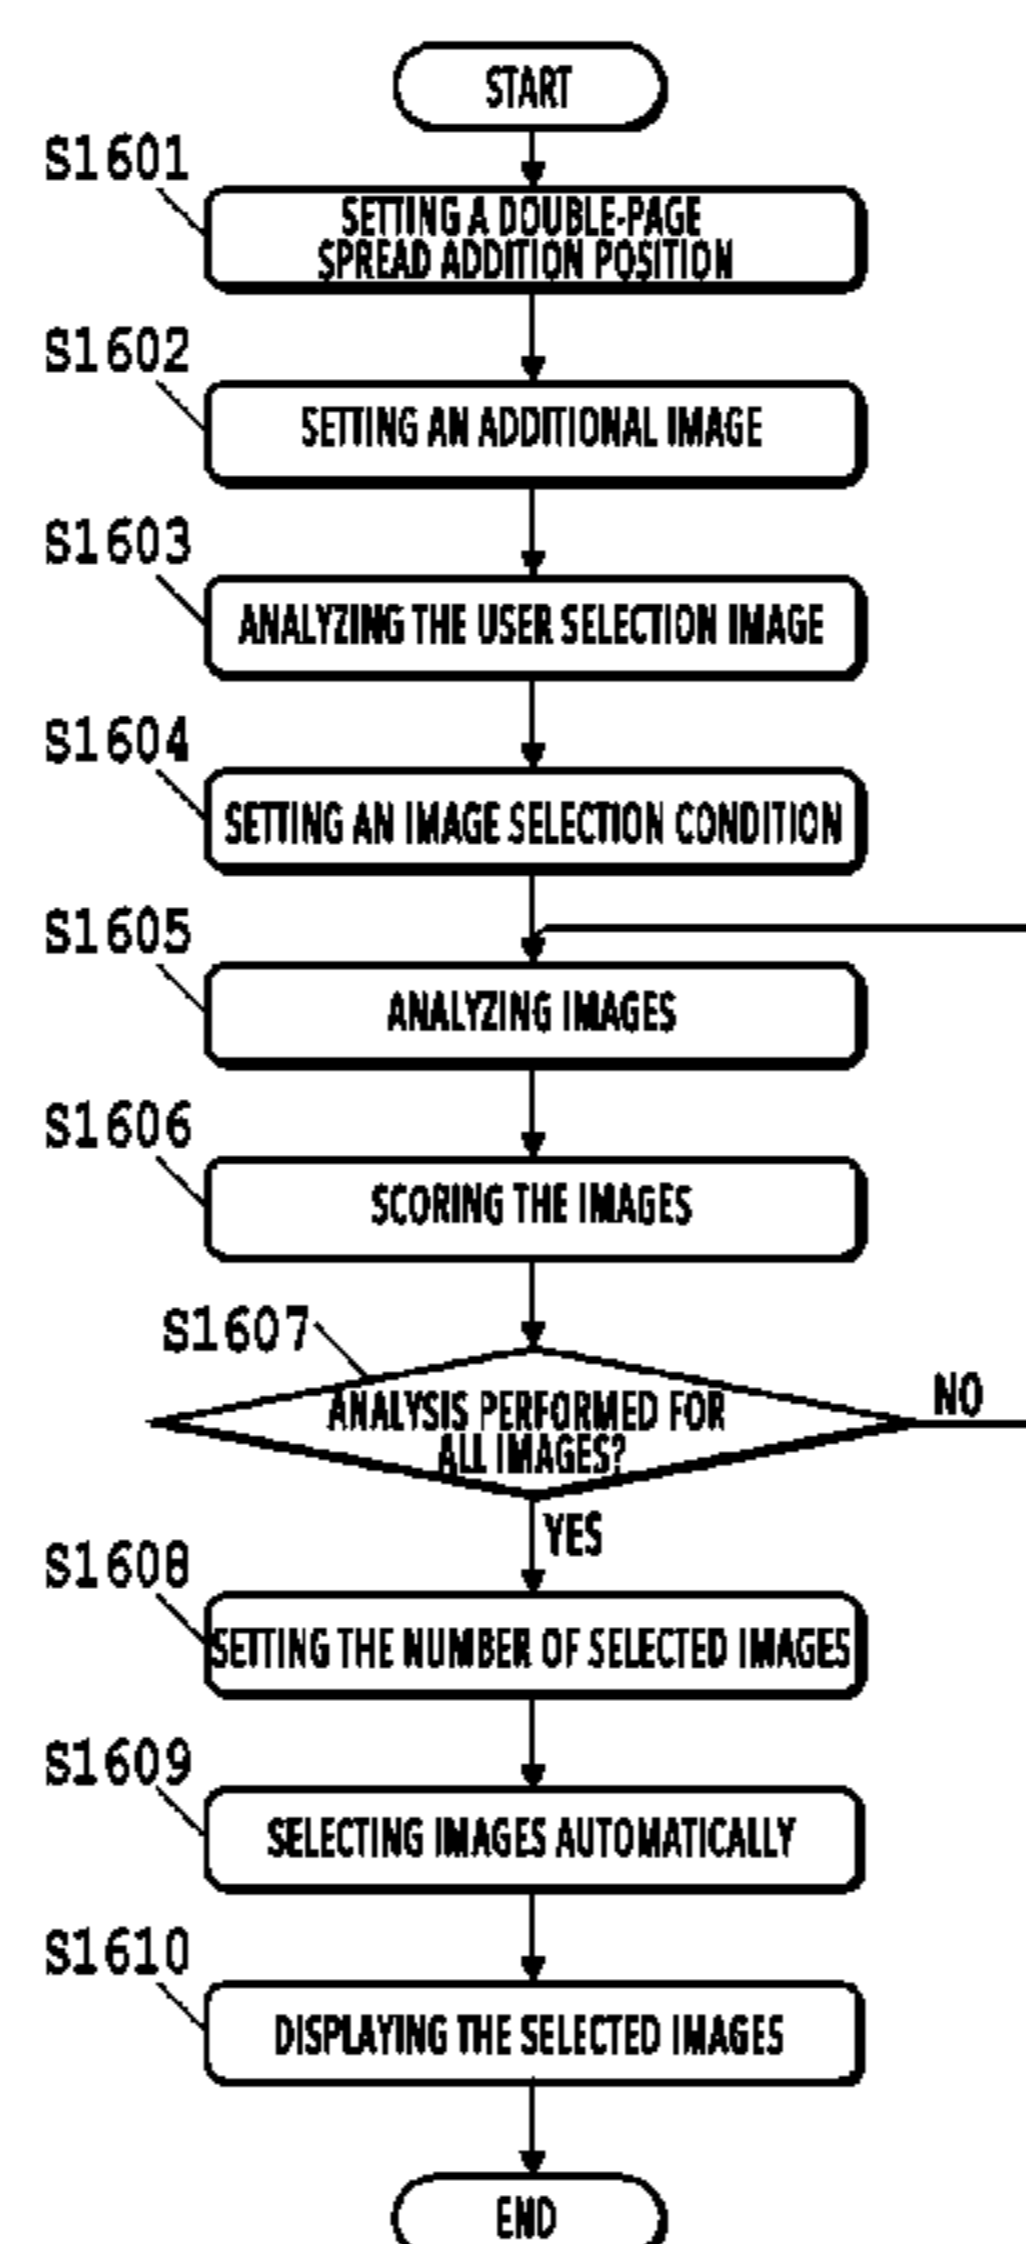 START
S1601
SETTING A DOUBLE-PAGE
SPREAD ADDITION POSITION
S1602
SETTING AN ADDITIONAL IMAGE
S1603
ANALYZING THE USER SELECTION IMAGE
S1604
SETTING AN IMAGE SELECTION CONDITION
S1605
ANALYZING IMAGES
S1606
SCORING THE IMAGES
S1607
ANALYSIS PERFORMED FOR
ALL IMAGES?
NO
YES
S1608
SETTING THE NUMBER OF SELECTED IMAGES
S1609
SELECTING IMAGES AUTOMATICALLY
S1610
DISPLAYING THE SELECTED IMAGES
END